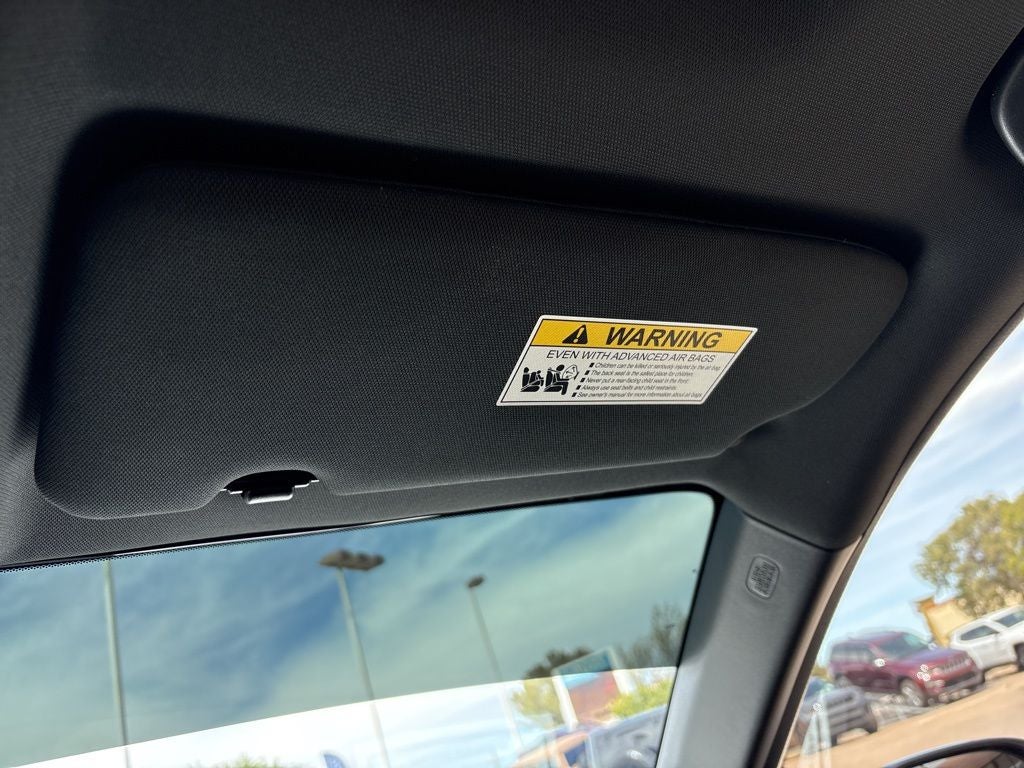 WARNING
EVEN WITH ADVANCED AIR BAGS
Children can be killed or seriously injured by the air bag.
The back seat is the safest place for children.
Never put a rear-facing child seat in the front.
Always use seat belts and child restraints.
See owner's manual for more information about air bags.